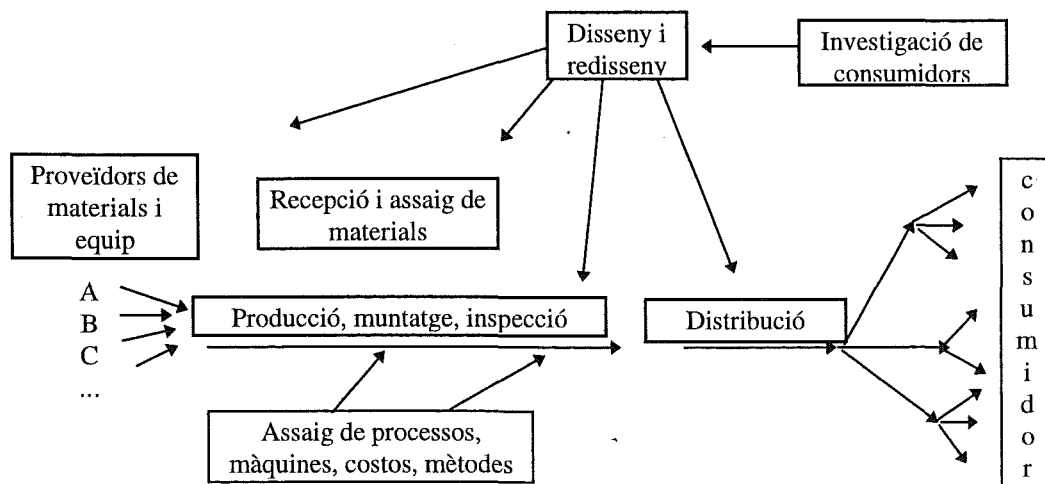 Disseny i
redisseny
Investigació de
consumidors
Proveïdors de
materials i
equip
Recepció i assaig de
materials
A
B
C
...
Producció, muntatge, inspecció
Distribució
Assaig de processos,
màquines, costos, mètodes
c
o
n
s
u
m
i
d
o
r